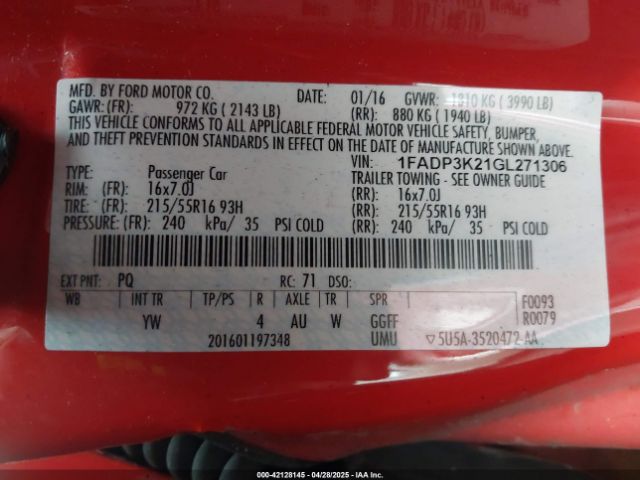 MFD. BY FORD MOTOR CO. DATE: 01/16 GVWR: 1810 KG ( 3990 LB)
GAWR: (FR): 972 KG ( 2143 LB) (RR): 880 KG ( 1940 LB)
THIS VEHICLE CONFORMS TO ALL APPLICABLE FEDERAL MOTOR VEHICLE SAFETY, BUMPER,
AND THEFT PREVENTION STANDARDS IN EFFECT ON THE DATE OF MANUFACTURE SHOWN ABOVE.
VIN: 1FADP3K21GL271306
TYPE: Passenger Car TRAILER TOWING - SEE OWNER GUIDE
RIM: (FR): 16x7.0J (RR): 16x7.0J
TIRE: (FR): 215/55R16 93H (RR): 215/55R16 93H
PRESSURE: (FR): 240 kPa/ 35 PSI COLD (RR): 240 kPa/ 35 PSI COLD
EXT PNT: PQ RC: 71 DSO:
WB INT TR TP/PS R AXLE TR SPR F0093
YW 4 AU W GGFF R0079
201601197348 UMU ▽5U5A-3520472-AA
000-42128145 - 04/28/2025 - IAA, Inc.